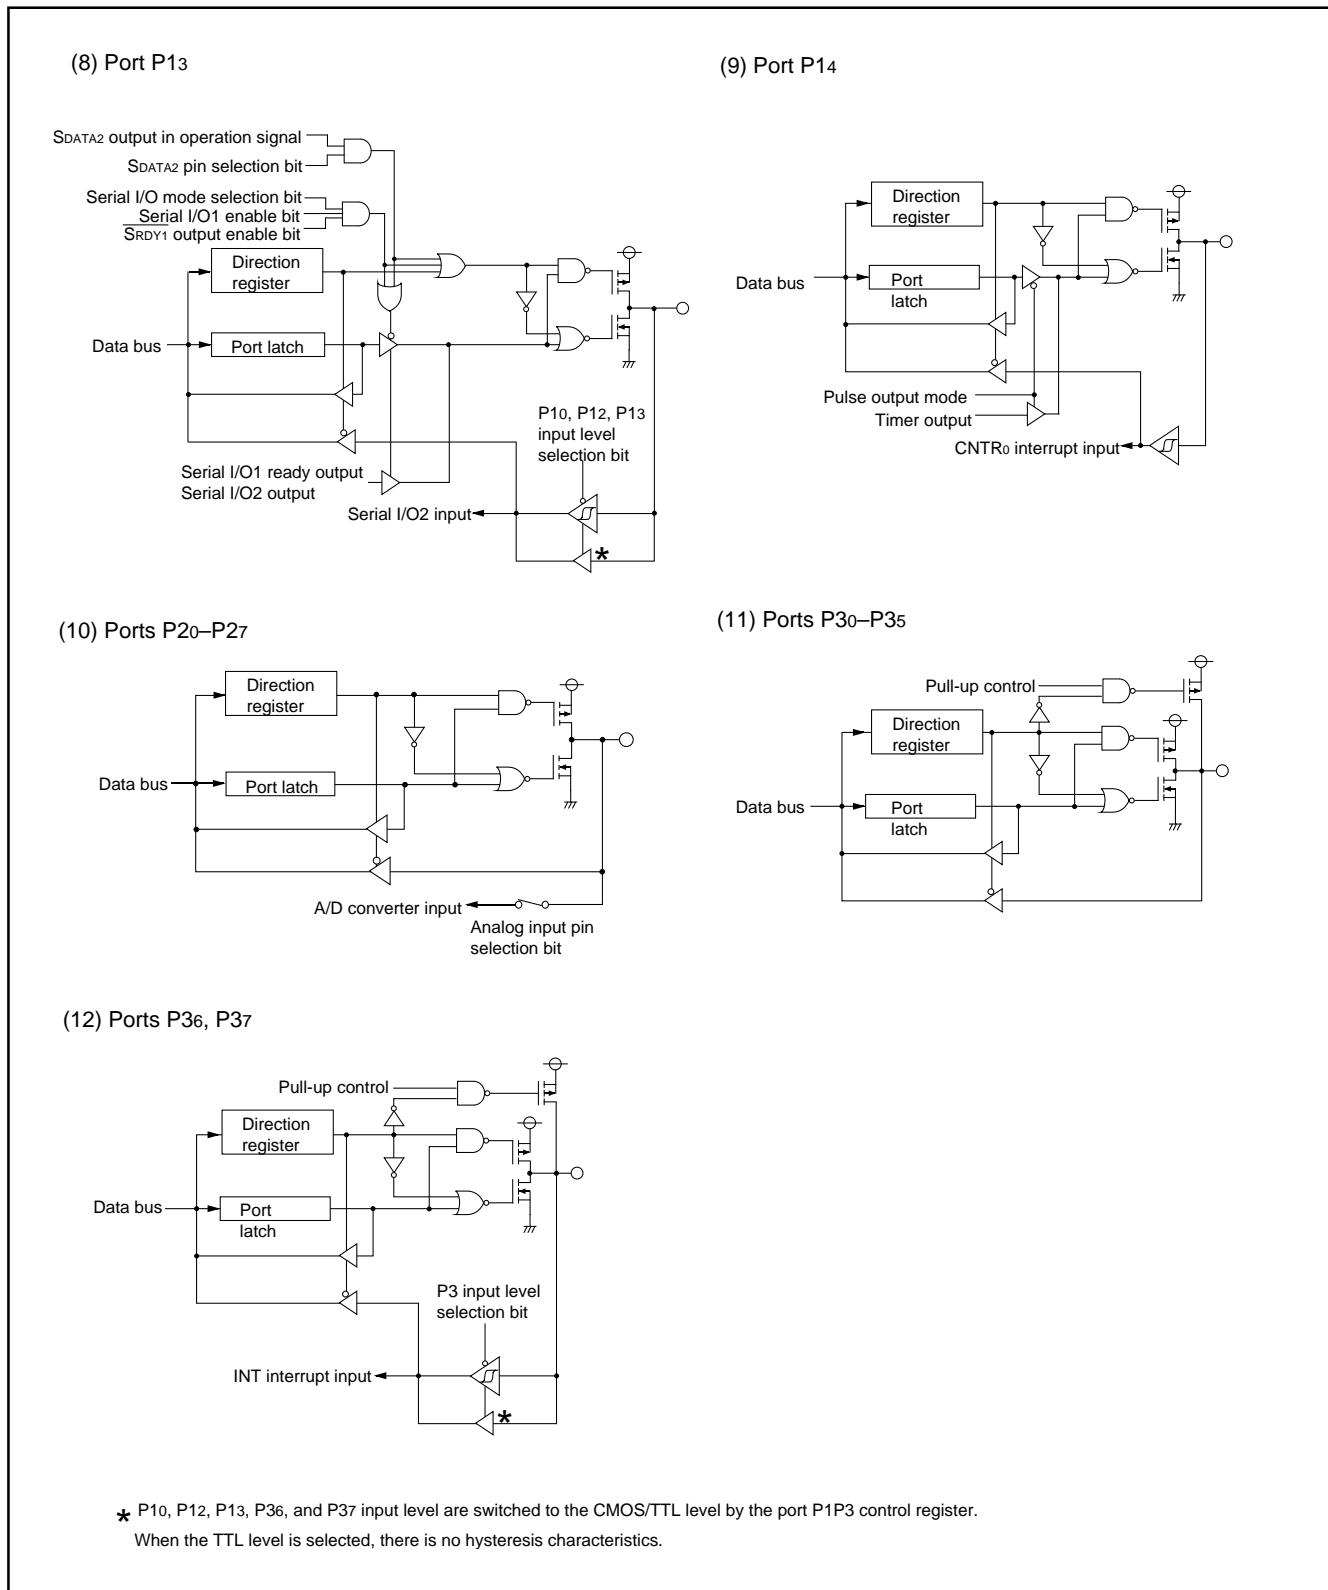 (8) Port P13
SDATA2 output in operation signal
SDATA2 pin selection bit
Serial I/O mode selection bit
Serial I/O1 enable bit
SRDY1 output enable bit
Direction
register
Data bus
Port latch
P10, P12, P13
input level
selection bit
Serial I/O1 ready output
Serial I/O2 output
Serial I/O2 input
*
(9) Port P14
Direction
register
Data bus
Port
latch
Pulse output mode
Timer output
CNTR0 interrupt input
(10) Ports P20–P27
Direction
register
Data bus
Port latch
A/D converter input
Analog input pin
selection bit
(11) Ports P30–P35
Pull-up control
Direction
register
Data bus
Port
latch
(12) Ports P36, P37
Pull-up control
Direction
register
Data bus
Port
latch
P3 input level
selection bit
INT interrupt input
*
* P10, P12, P13, P36, and P37 input level are switched to the CMOS/TTL level by the port P1P3 control register.
When the TTL level is selected, there is no hysteresis characteristics.